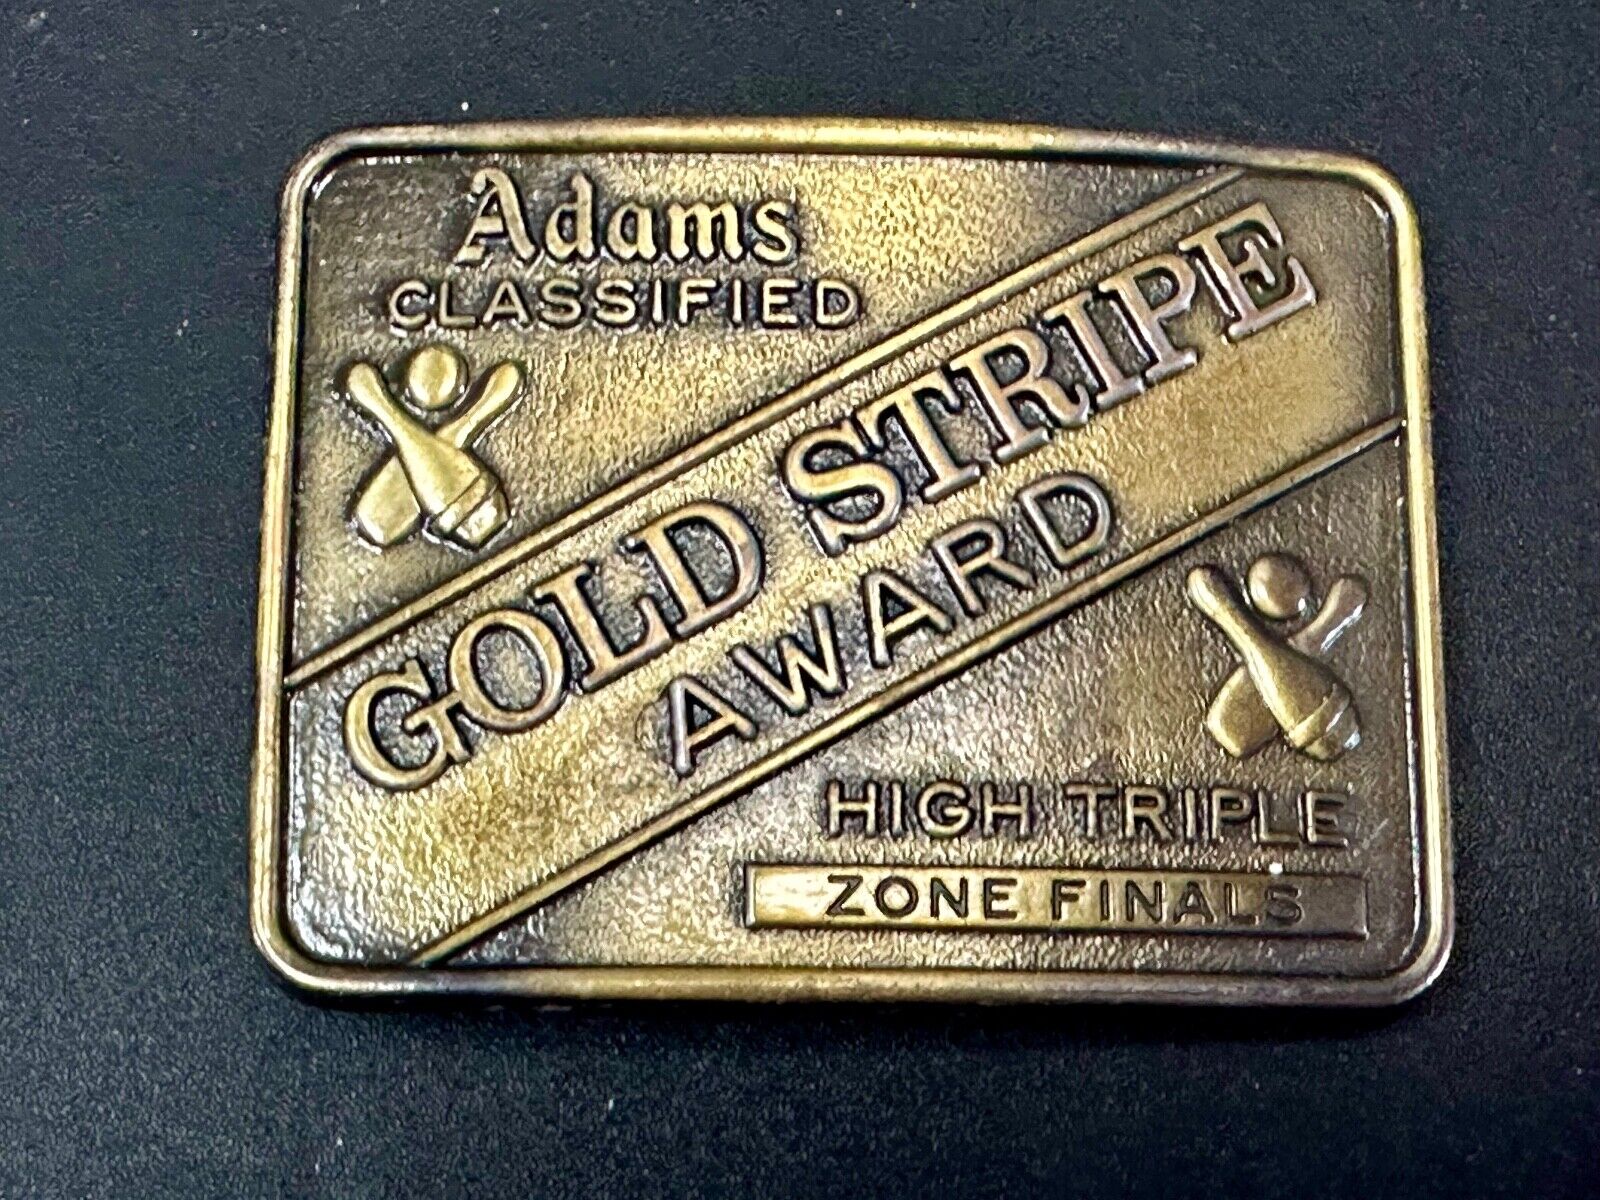 Adams
CLASSIFIED
GOLD STRIPE
AWARD
HIGH TRIPLE
ZONE FINALS